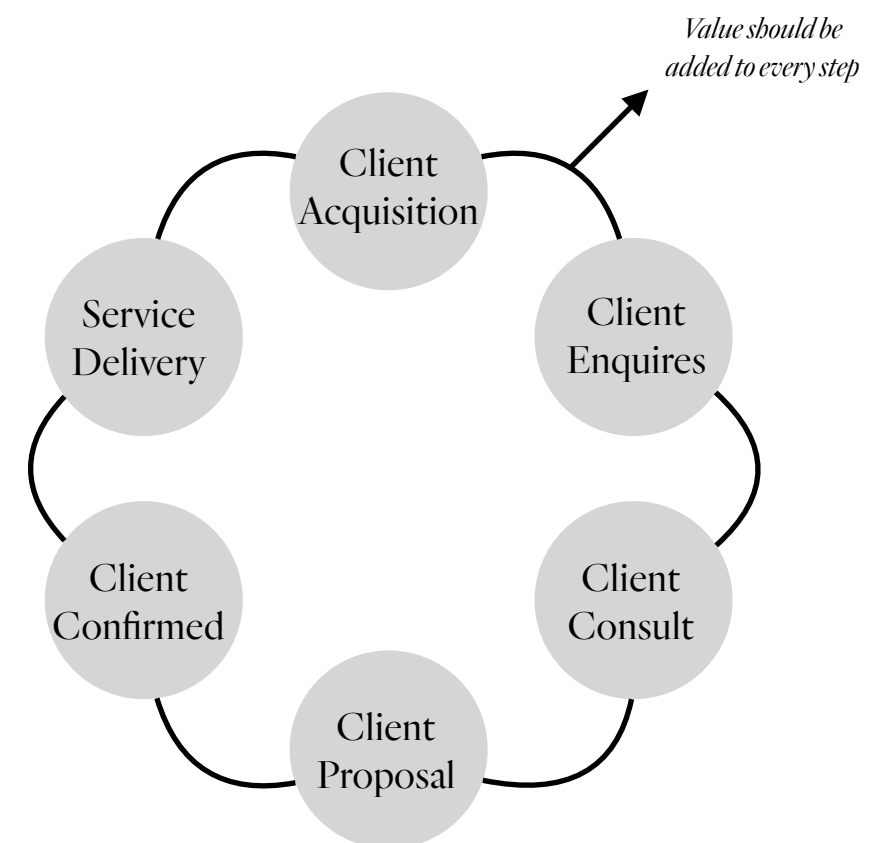 Value should be
added to every step
Client
Acquisition
Client
Enquires
Client
Consult
Client
Proposal
Client
Confirmed
Service
Delivery